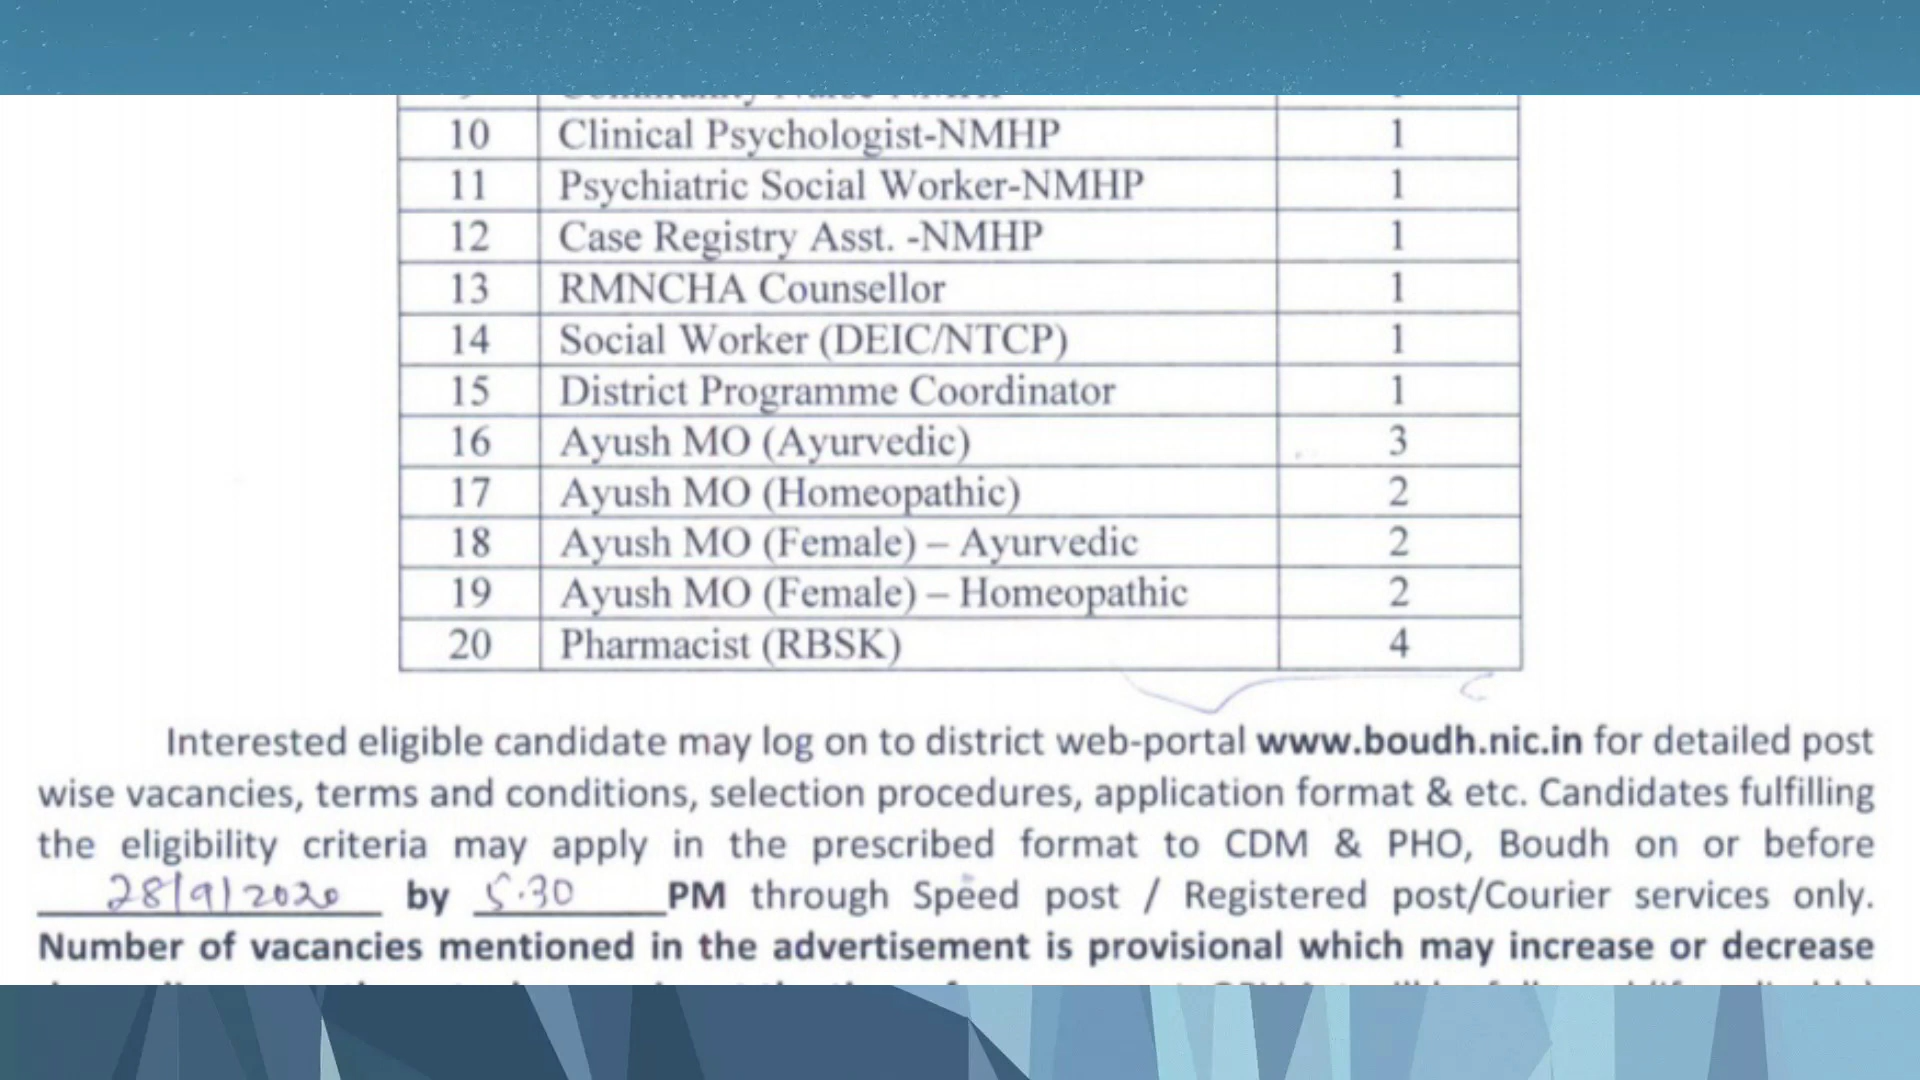 10 Clinical Psychologist-NMHP 1
11 Psychiatric Social Worker-NMHP 1
12 Case Registry Asst. -NMHP 1
13 RMNCHA Counsellor 1
14 Social Worker (DEIC/NTCP) 1
15 District Programme Coordinator 1
16 Ayush MO (Ayurvedic) 3
17 Ayush MO (Homeopathic) 2
18 Ayush MO (Female) – Ayurvedic 2
19 Ayush MO (Female) – Homeopathic 2
20 Pharmacist (RBSK) 4
Interested eligible candidate may log on to district web-portal www.boudh.nic.in for detailed post
wise vacancies, terms and conditions, selection procedures, application format & etc. Candidates fulfilling
the eligibility criteria may apply in the prescribed format to CDM & PHO, Boudh on or before
28/9/2020 by 5.30 PM through Speed post / Registered post/Courier services only.
Number of vacancies mentioned in the advertisement is provisional which may increase or decrease